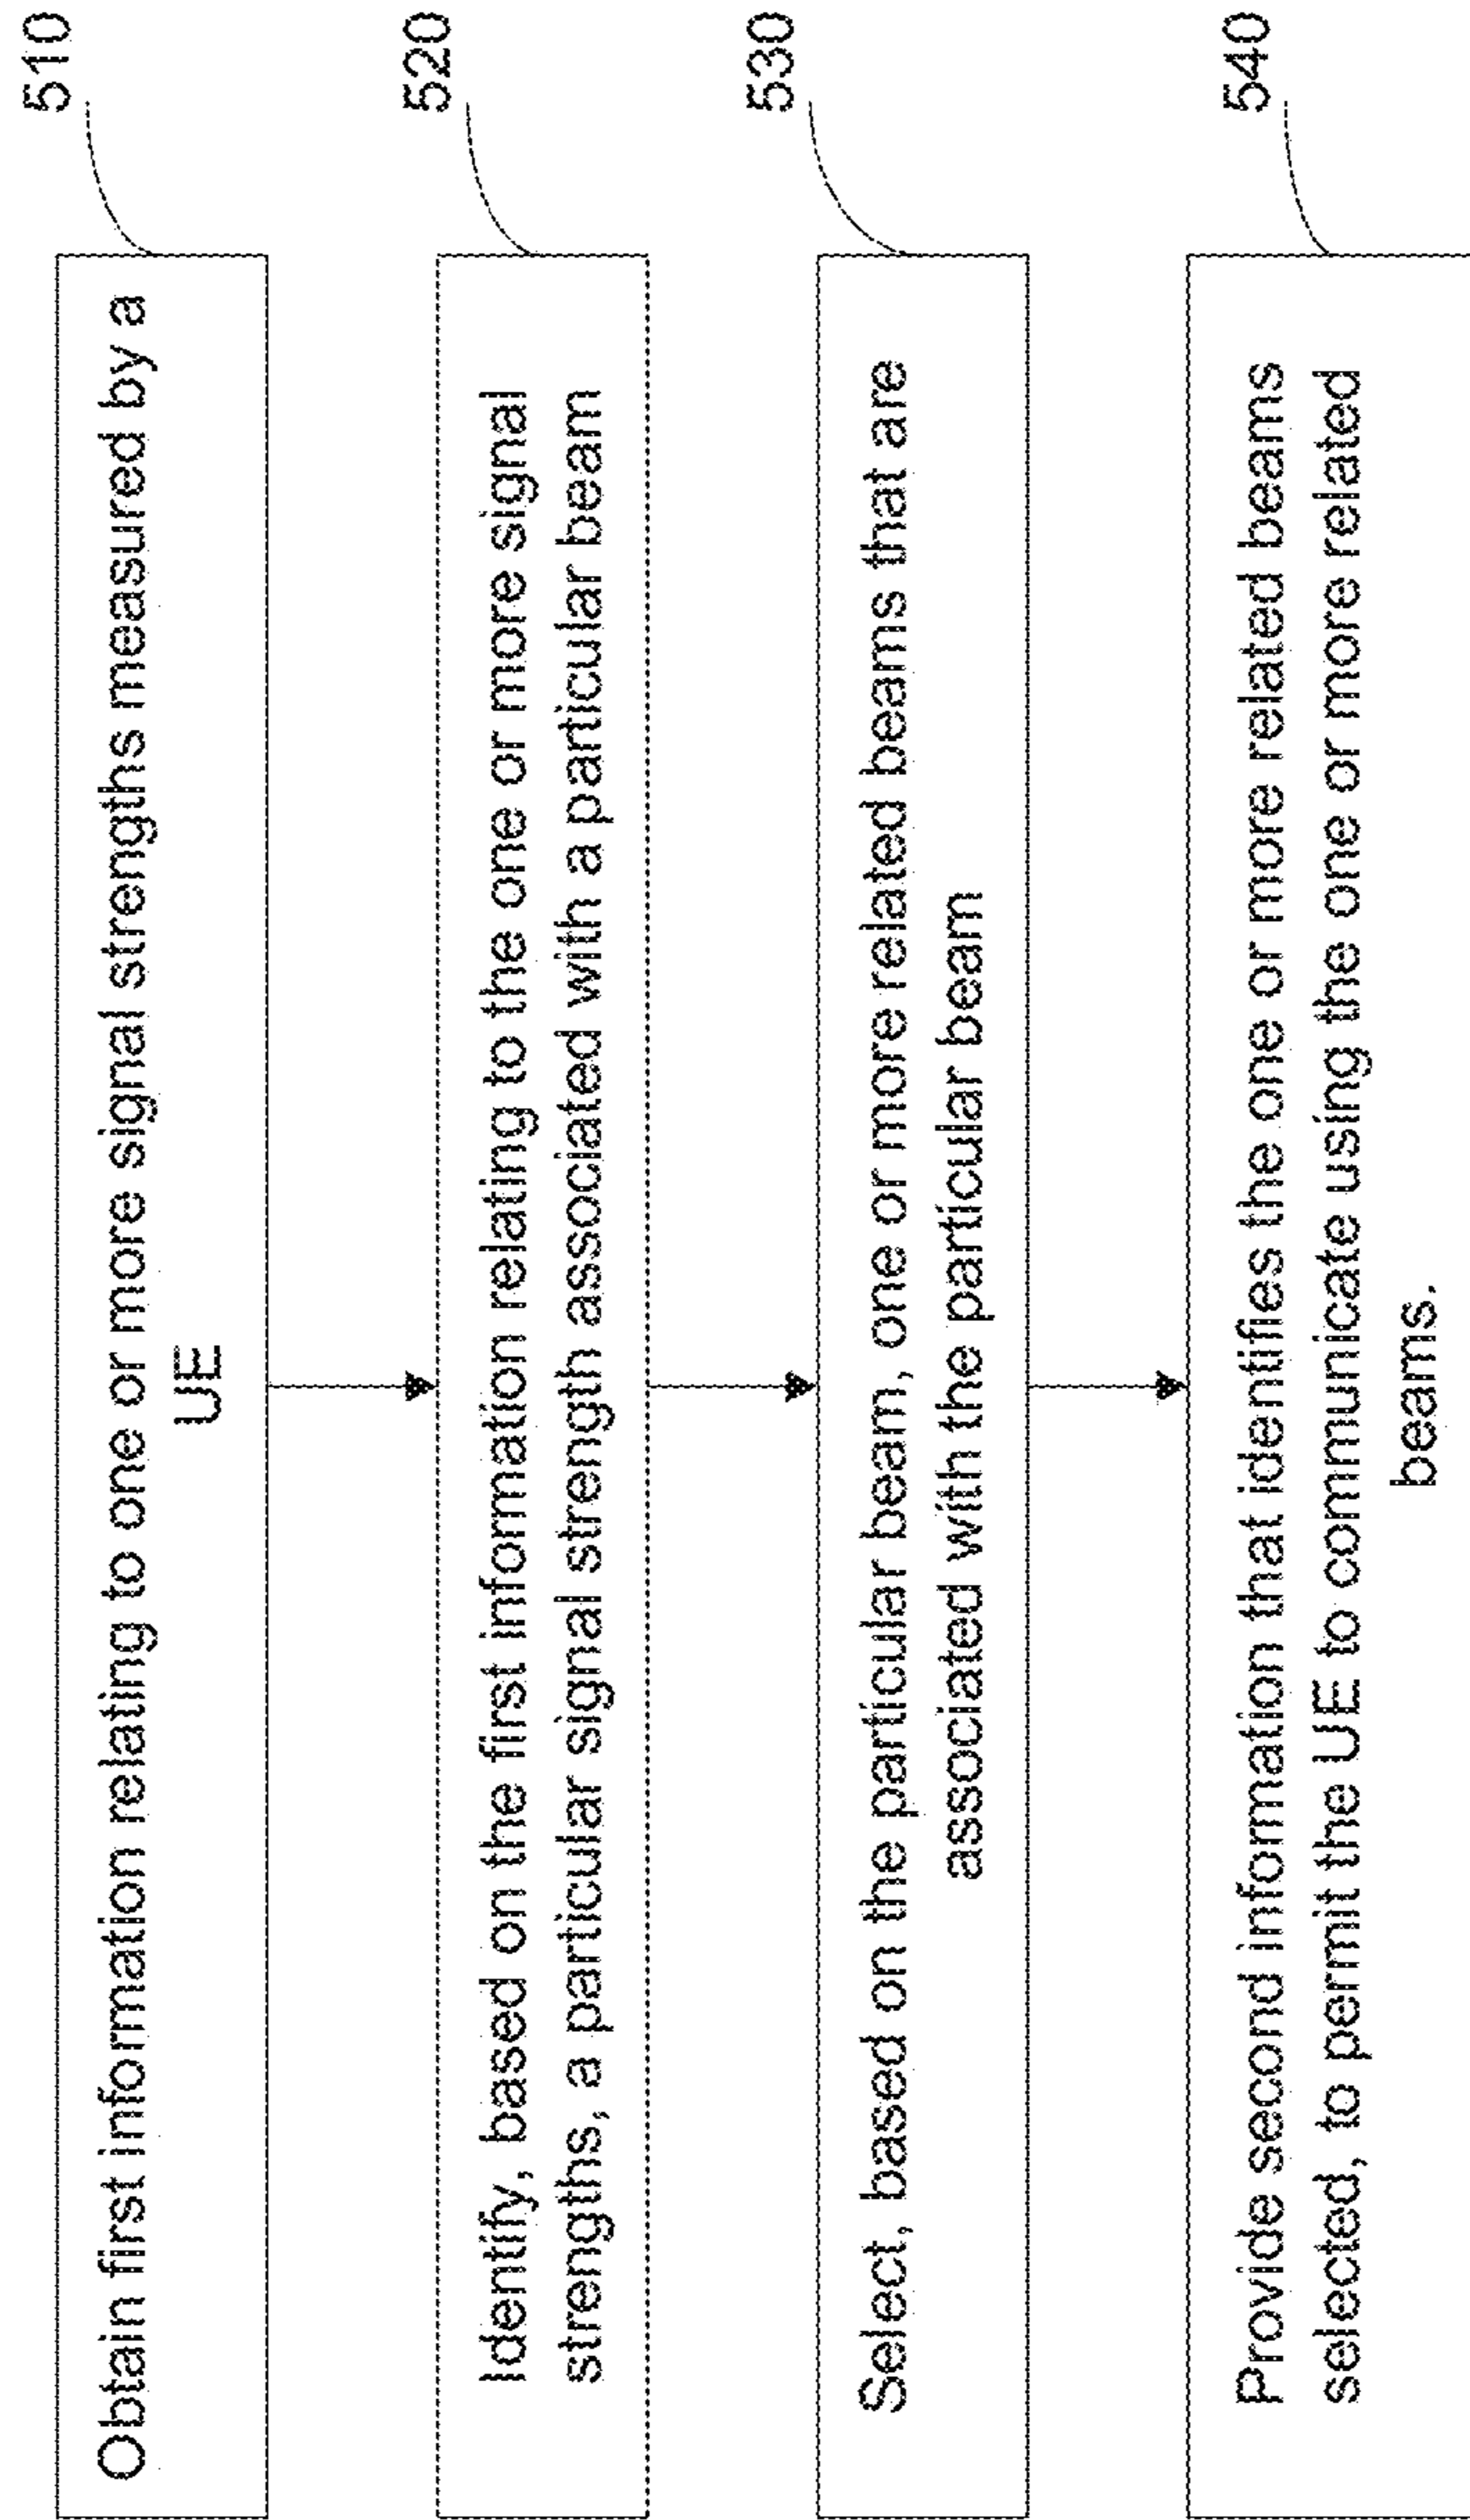 510
Obtain first information relating to one or more signal strengths measured by a
UE
520
Identify, based on the first information relating to the one or more signal
strengths, a particular signal strength associated with a particular beam
530
Select, based on the particular beam, one or more related beams that are
associated with the particular beam
540
Provide second information that identifies the one or more related beams
selected, to permit the UE to communicate using the one or more related
beams.